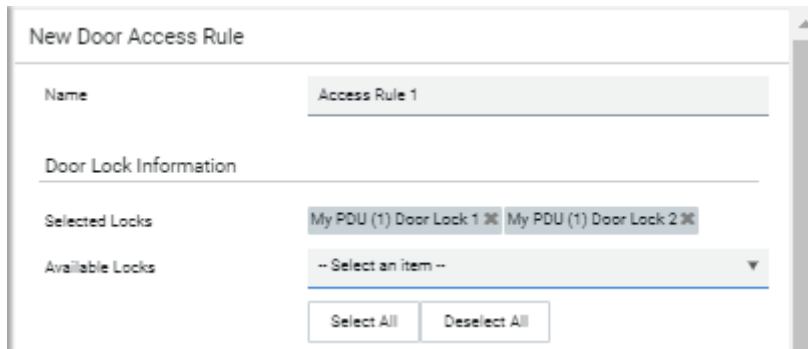 New Door Access Rule
Name Access Rule 1
Door Lock Information
Selected Locks My PDU (1) Door Lock 1 ✖ My PDU (1) Door Lock 2 ✖
Available Locks -- Select an item --
Select All Deselect All